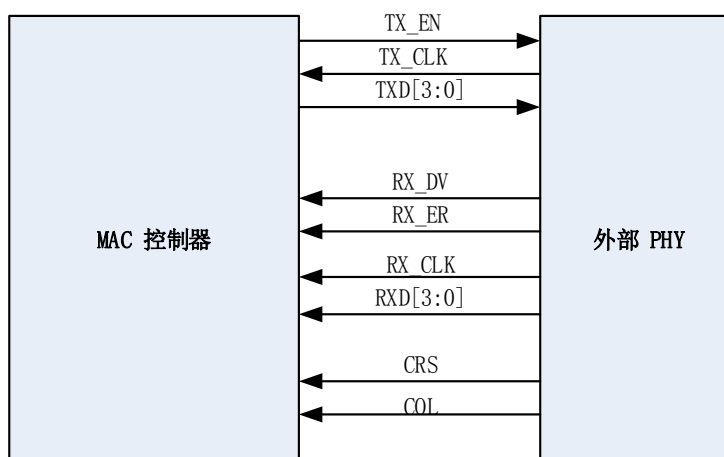 TX_EN
TX_CLK
TXD[3:0]
RX_DV
RX_ER
MAC 控制器
外部 PHY
RX_CLK
RXD[3:0]
CRS
COL